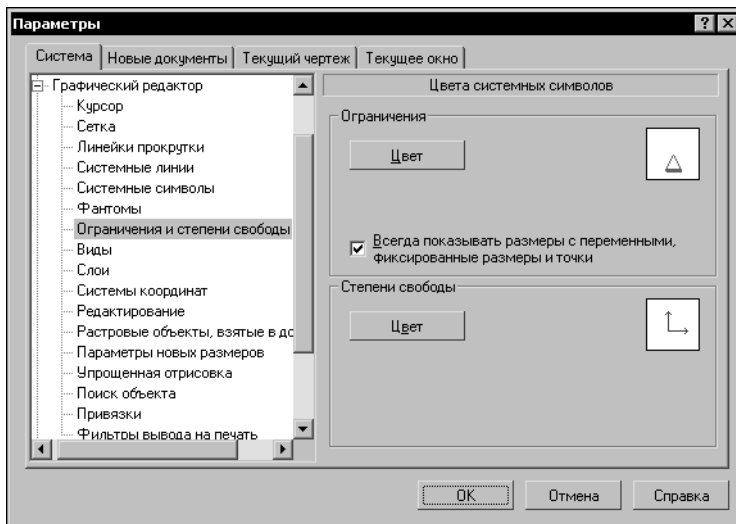 Параметры
Система
Новые документы
Текущий чертеж
Текущее окно
Графический редактор
Курсор
Сетка
Линейки прокрутки
Системные линии
Системные символы
Фантомы
Ограничения и степени свободы
Виды
Слои
Системы координат
Редактирование
Растровые объекты, взятые в до
Параметры новых размеров
Упрощенная отрисовка
Поиск объекта
Привязки
Фильтры вывода на печать
Цвета системных символов
Ограничения
Цвет
Всегда показывать размеры с переменными,
фиксированные размеры и точки
Степени свободы
Цвет
OK
Отмена
Справка